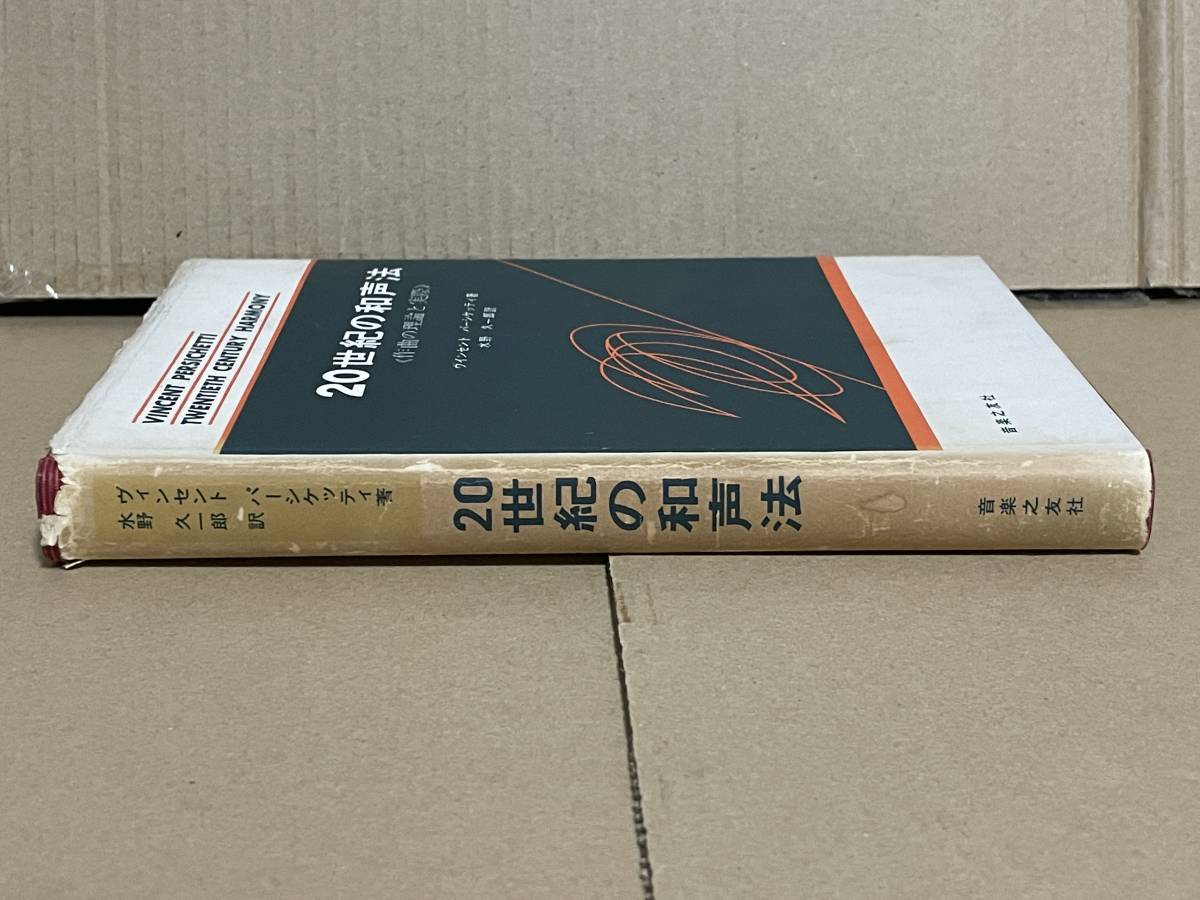 VINCENT PERSICHETTI
TWENTIETH CENTURY HARMONY
20世紀の和声法
《作曲の理論と実際》
ヴィンセント パーシケッティ著
水野 久一郎訳
音楽之友社
ヴィンセント パーシケッティ著
水野 久一郎 訳
20世紀の和声法
音楽之友社